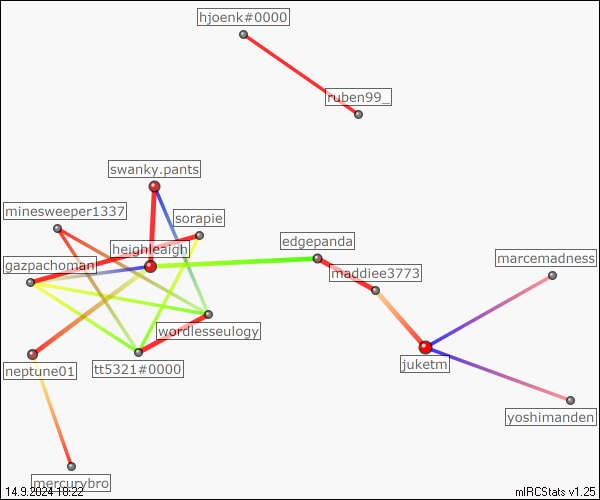 hjoenk#0000
ruben99_
swanky.pants
minesweeper1337
sorapie
heighleaigh
edgepanda
gazpachoman
maddiee3773
marcemadness
wordlesseulogy
neptune01
tt5321#0000
juketm
yoshimanden
mercurybro
14.9.2024 18:22
mIRCStats v1.25